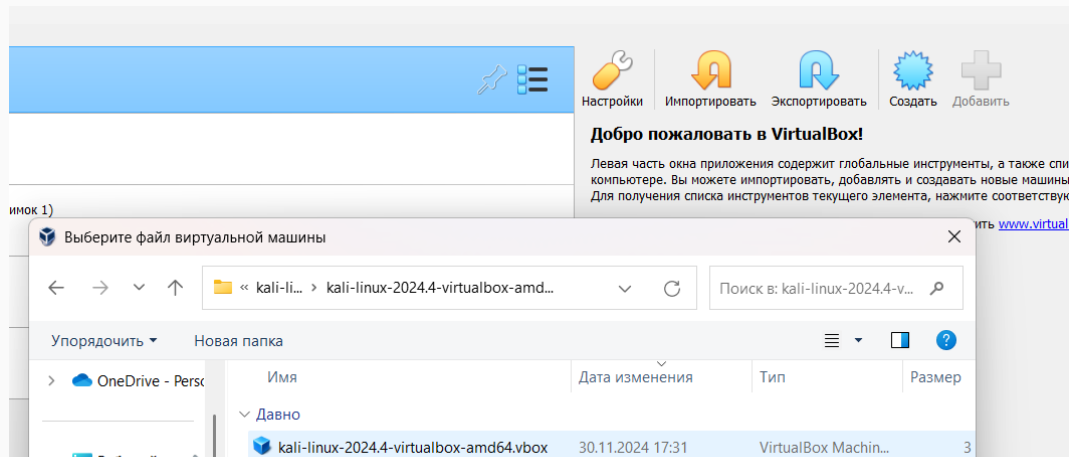 Настройки Импортировать Экспортировать Создать Добавить
Добро пожаловать в VirtualBox!
Левая часть окна приложения содержит глобальные инструменты, а также спи
компьютере. Вы можете импортировать, добавлять и создавать новые машины
Для получения списка инструментов текущего элемента, нажмите соответствую
имок 1)
ить www.virtual
Выберите файл виртуальной машины
« kali-li... › kali-linux-2024.4-virtualbox-amd...
Поиск в: kali-linux-2024.4-v...
Упорядочить Новая папка
OneDrive - Perso
Имя Дата изменения Тип Размер
Давно
kali-linux-2024.4-virtualbox-amd64.vbox 30.11.2024 17:31 VirtualBox Machin... 3